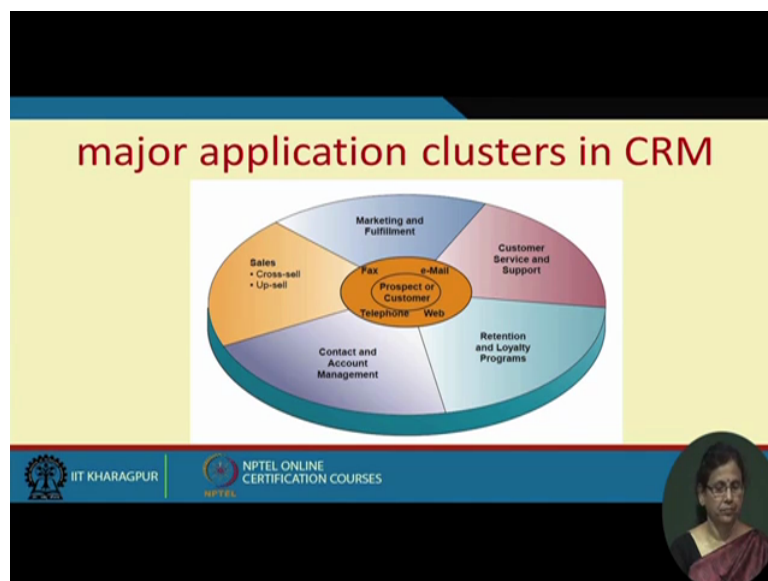 major application clusters in CRM
Marketing and
Fulfillment
Customer
Service and
Support
Sales
• Cross-sell
• Up-sell
Fax
e-Mail
Prospect or
Customer
Telephone
Web
Retention
and Loyalty
Programs
Contact and
Account
Management
IIT KHARAGPUR
NPTEL
NPTEL ONLINE
CERTIFICATION COURSES